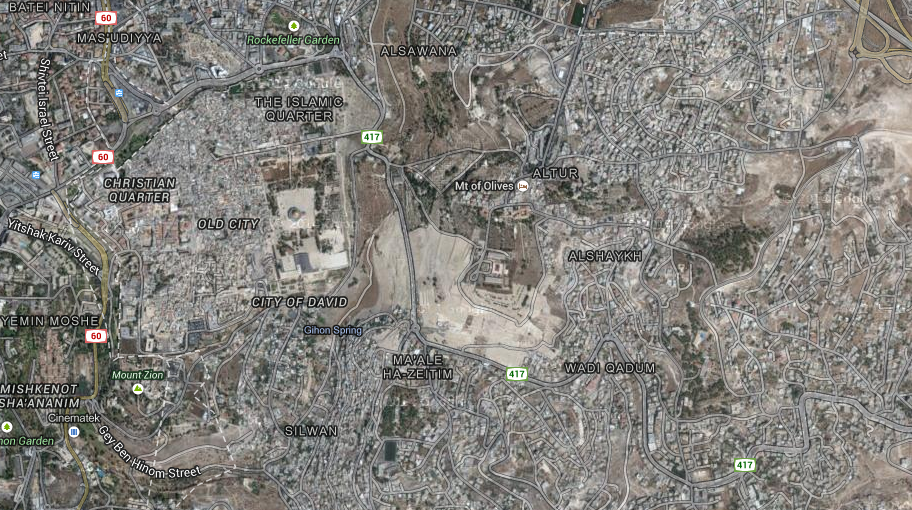 BATEI NITIN
60
MAS'UDIYYA
Rockefeller Garden
ALSAWANA
Shivtei israel Street
THE ISLAMIC
QUARTER
417
60
CHRISTIAN
QUARTER
ALTUR
Mt of Olives
OLD CITY
Yitshak Kariv Street
ALSHAYKH
CITY OF DAVID
YEMIN MOSHE
Gihon Spring
60
MA'ALE
HA-ZEITIM
WADI QADUM
417
Mount Zion
MISHKENOT
SHA'ANANIM
Cinematek
non Garden
SILWAN
Gey Ben Hinom Street
417